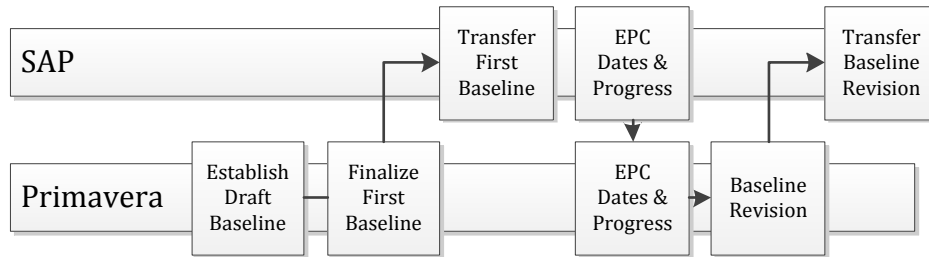 SAP
Transfer
First
Baseline
EPC
Dates &
Progress
Transfer
Baseline
Revision
Primavera
Establish
Draft
Baseline
Finalize
First
Baseline
EPC
Dates &
Progress
Baseline
Revision